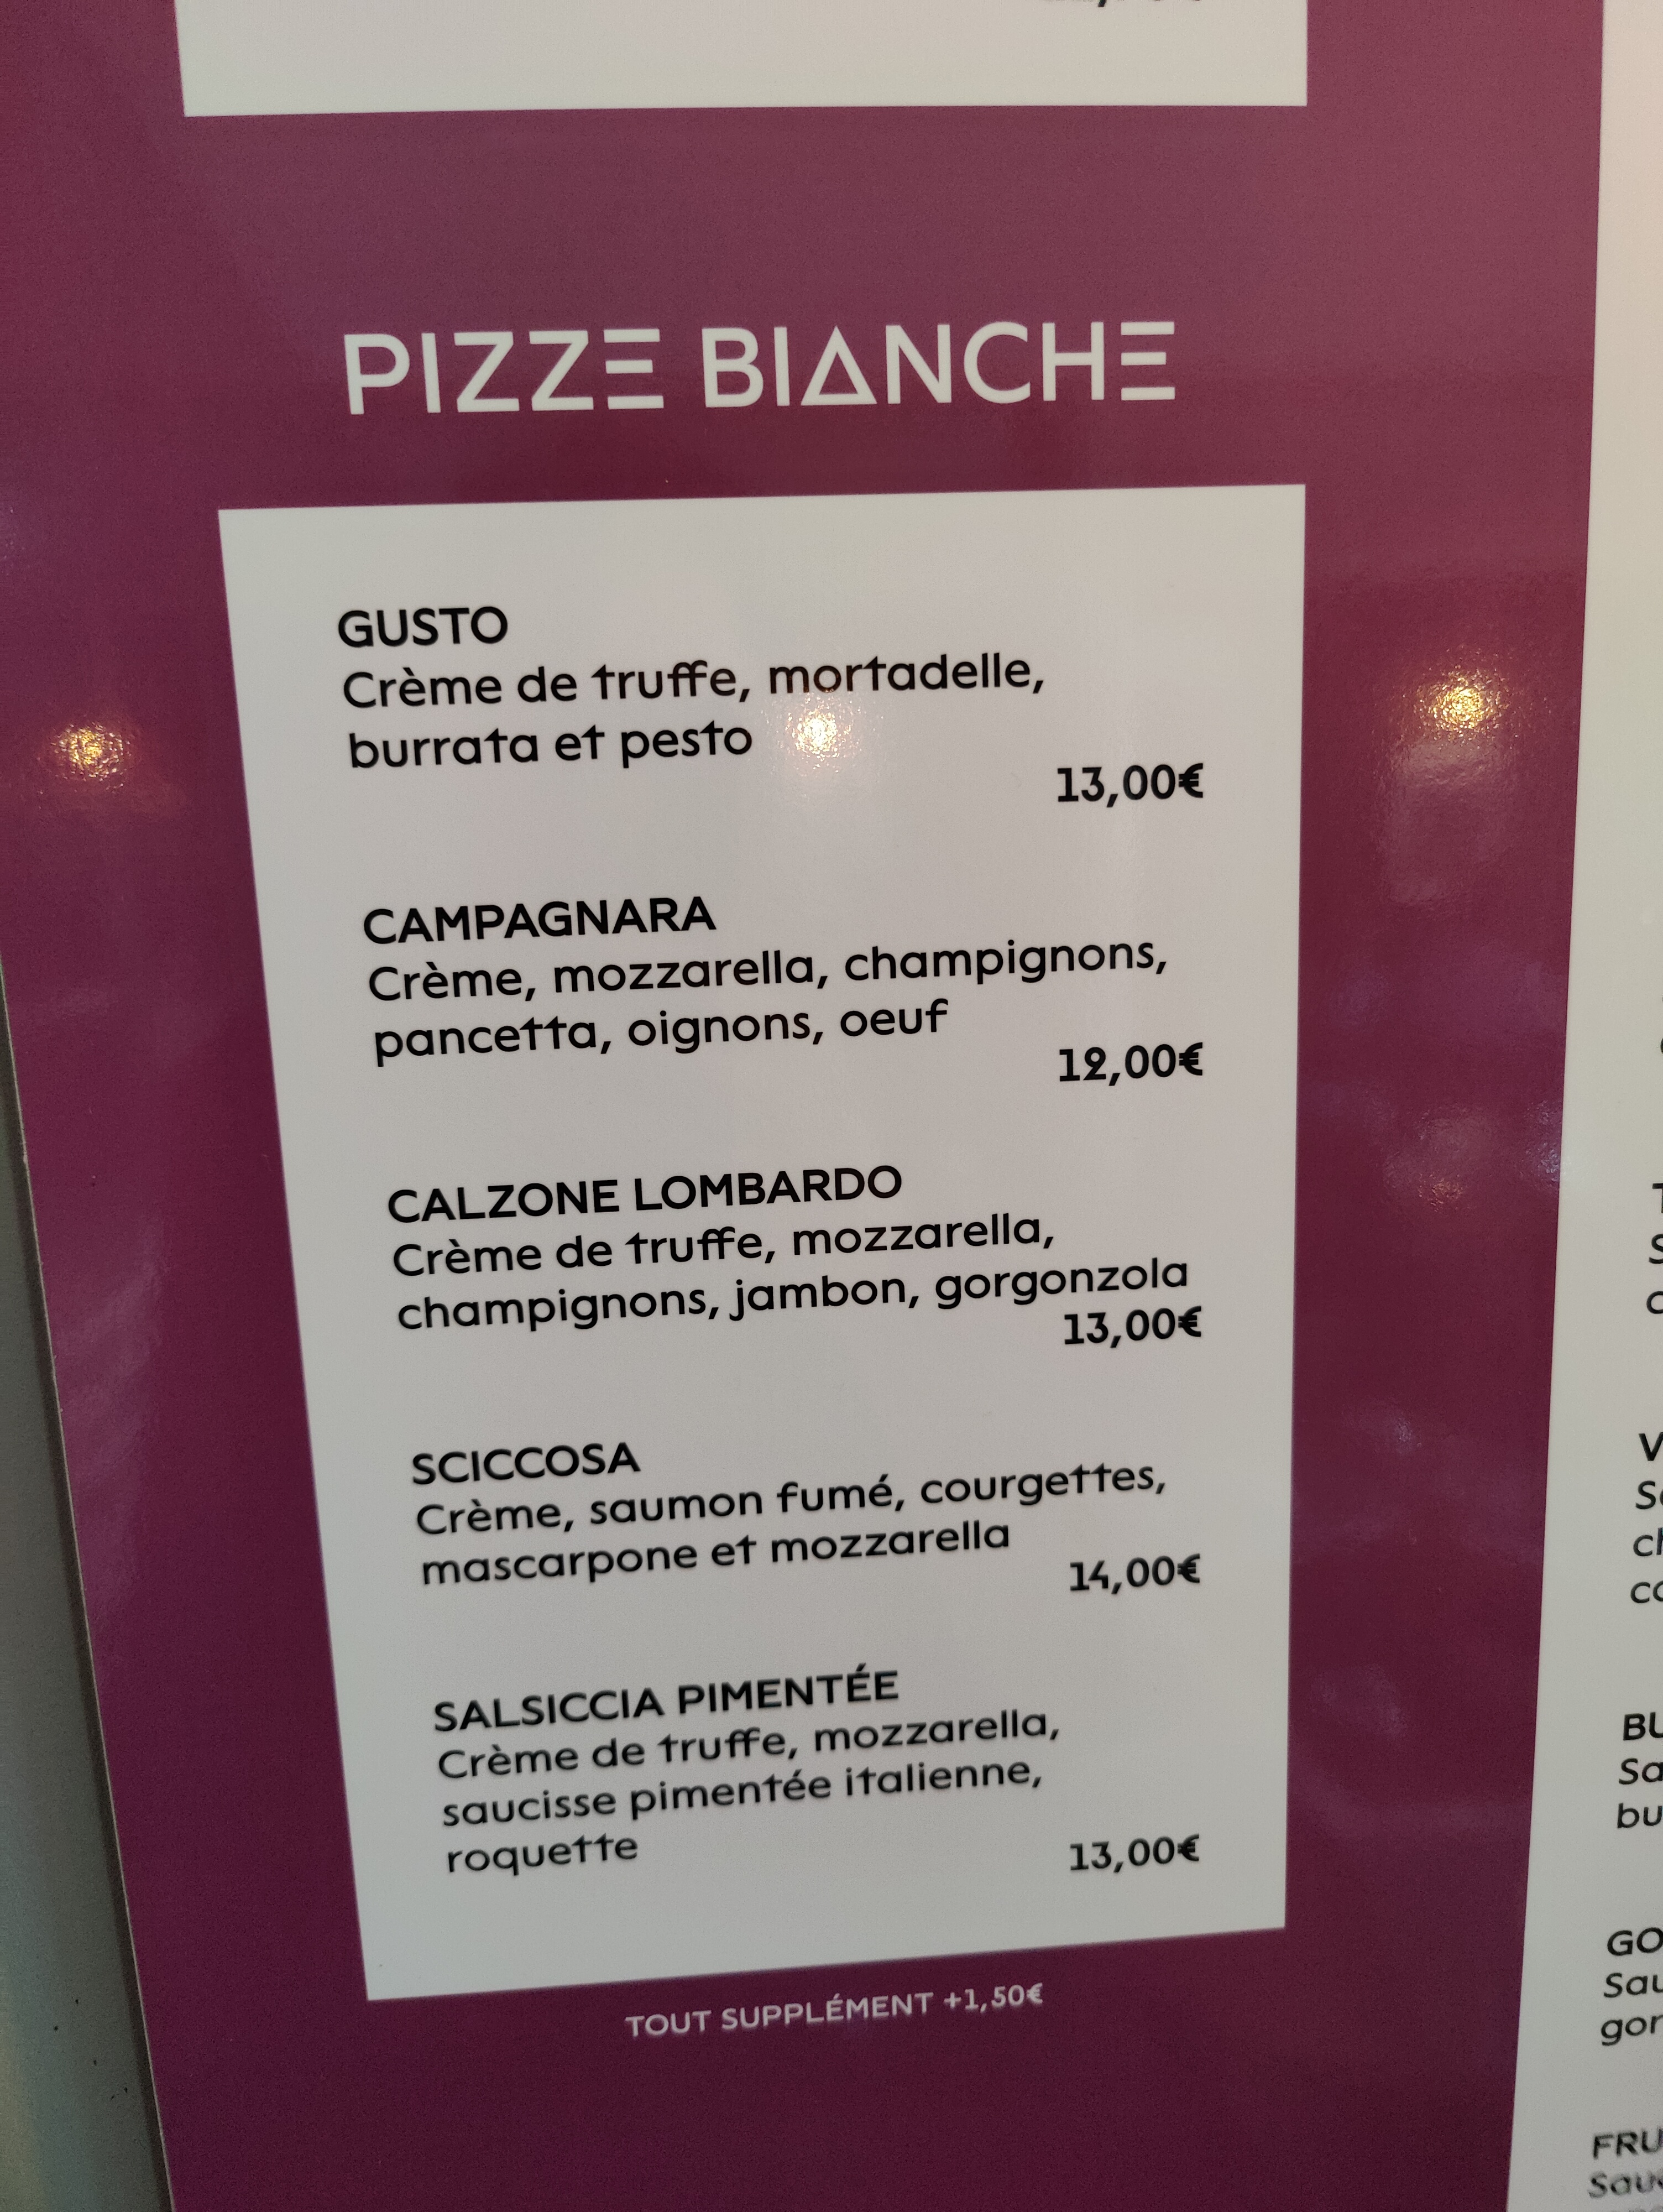 PIZZE BIANCHE
GUSTO
Crème de truffe, mortadelle,
burrata et pesto
13,00€
CAMPAGNARA
Crème, mozzarella, champignons,
pancetta, oignons, oeuf
12,00€
CALZONE LOMBARDO
Crème de truffe, mozzarella,
champignons, jambon, gorgonzola
13,00€
SCICCOSA
Crème, saumon fumé, courgettes,
mascarpone et mozzarella
14,00€
SALSICCIA PIMENTÉE
Crème de truffe, mozzarella,
saucisse pimentée italienne,
roquette
13,00€
TOUT SUPPLÉMENT +1,50€